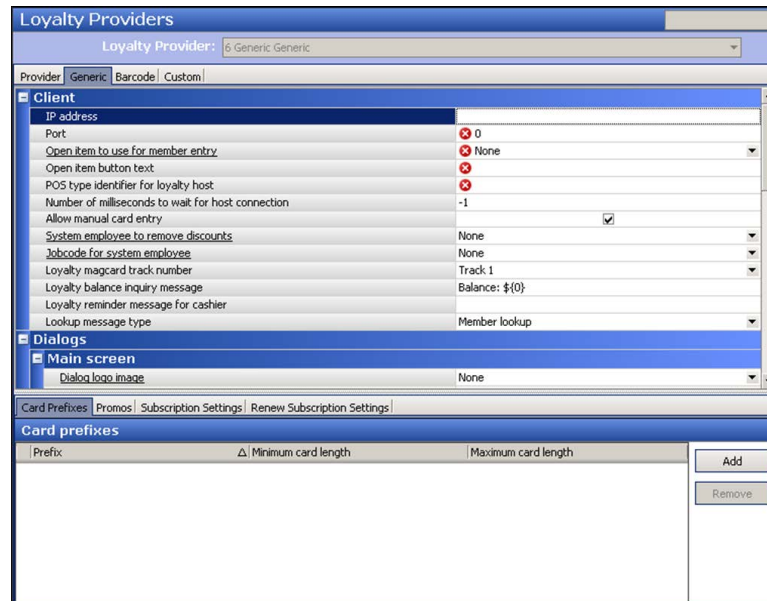 Loyalty Providers
Loyalty Provider: 6 Generic Generic
Provider Generic Barcode Custom
Client
IP address
Port 0
Open item to use for member entry None
Open item button text
POS type identifier for loyalty host
Number of milliseconds to wait for host connection -1
Allow manual card entry
System employee to remove discounts None
Jobcode for system employee None
Loyalty magcard track number Track 1
Loyalty balance inquiry message Balance: ${0}
Loyalty reminder message for cashier
Lookup message type Member lookup
Dialogs
Main screen
Dialog logo image None
Card Prefixes Promos Subscription Settings Renew Subscription Settings
Card prefixes
Prefix Minimum card length Maximum card length
Add
Remove